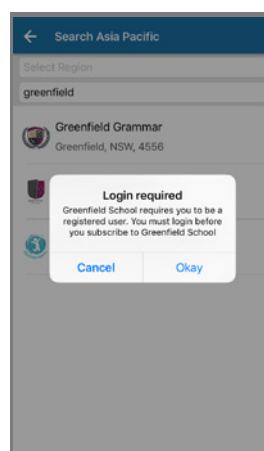 Search Asia Pacific
Select Region
greenfield
Greenfield Grammar
Greenfield, NSW, 4556
Login required
Greenfield School requires you to be a
registered user. You must login before
you subscribe to Greenfield School
Cancel
Okay